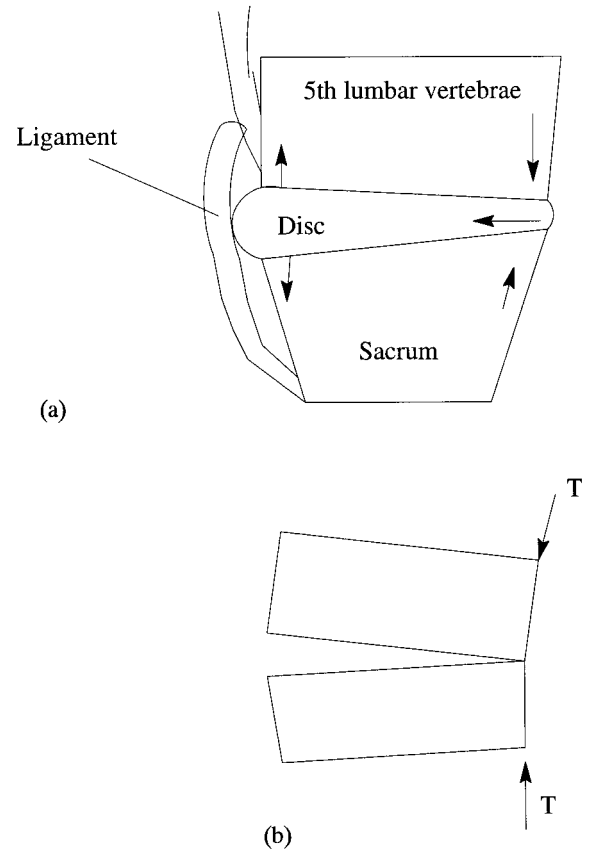 5th lumbar vertebrae
Ligament
Disc
Sacrum
(a)
T
T
(b)